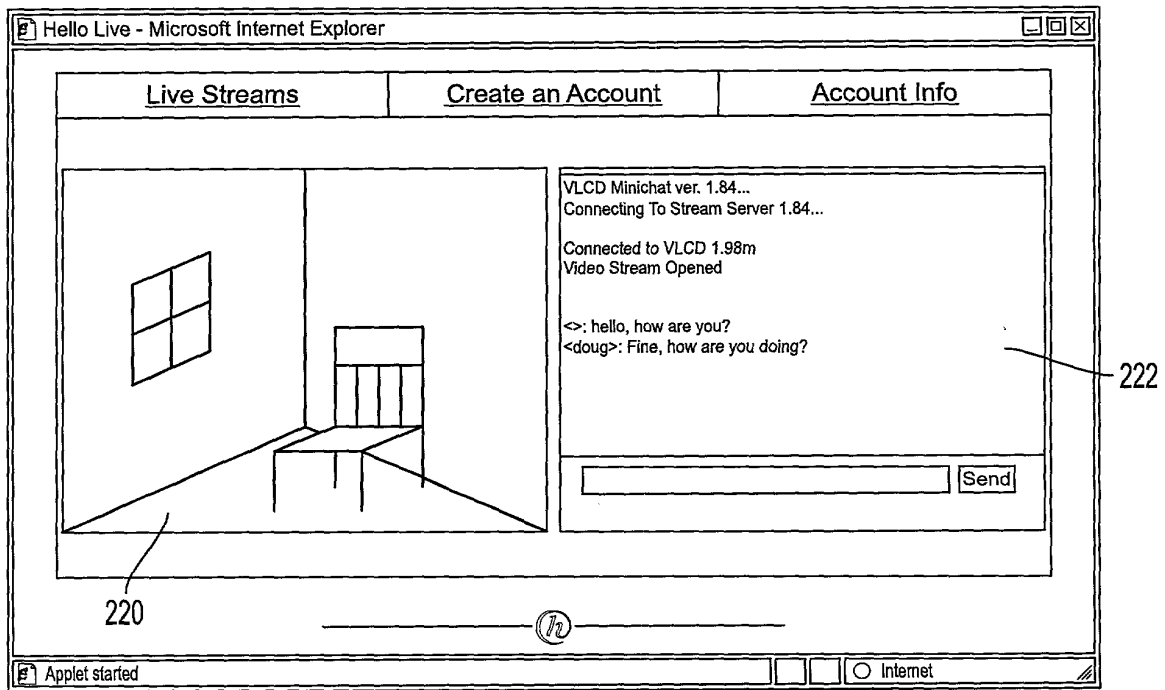 Hello Live - Microsoft Internet Explorer
Live Streams
Create an Account
Account Info
VLCD Minichat ver. 1.84...
Connecting To Stream Server 1.84...
Connected to VLCD 1.98m
Video Stream Opened
<>: hello, how are you?
<doug>: Fine, how are you doing?
222
Send
220
h
Applet started
Internet